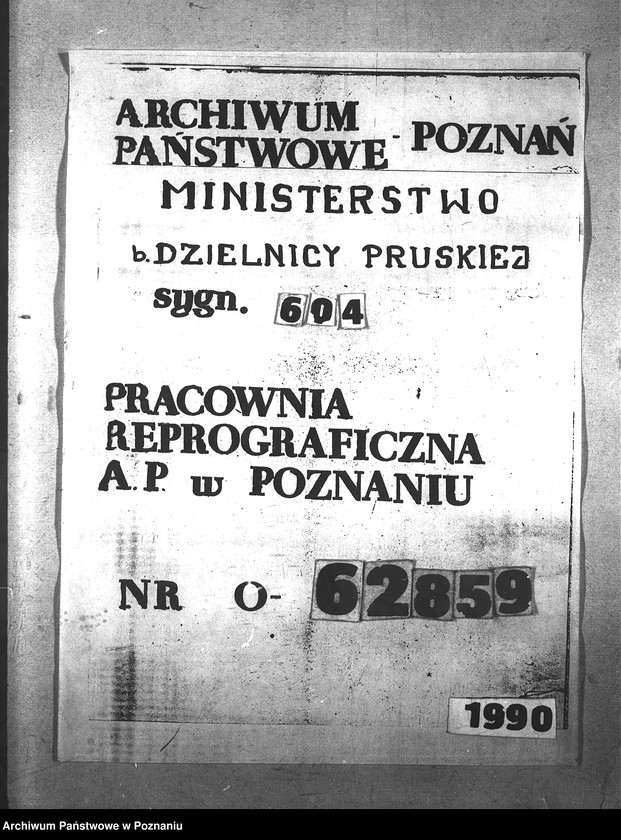 ARCHIWUM
PAŃSTWOWE - POZNAŃ
MINISTERSTWO
b. DZIELNICY PRUSKIEJ
sygn. 604
PRACOWNIA
REPROGRAFICZNA
A.P. w POZNANIU
NR O- 62859
1990
Archiwum Państwowe w Poznaniu